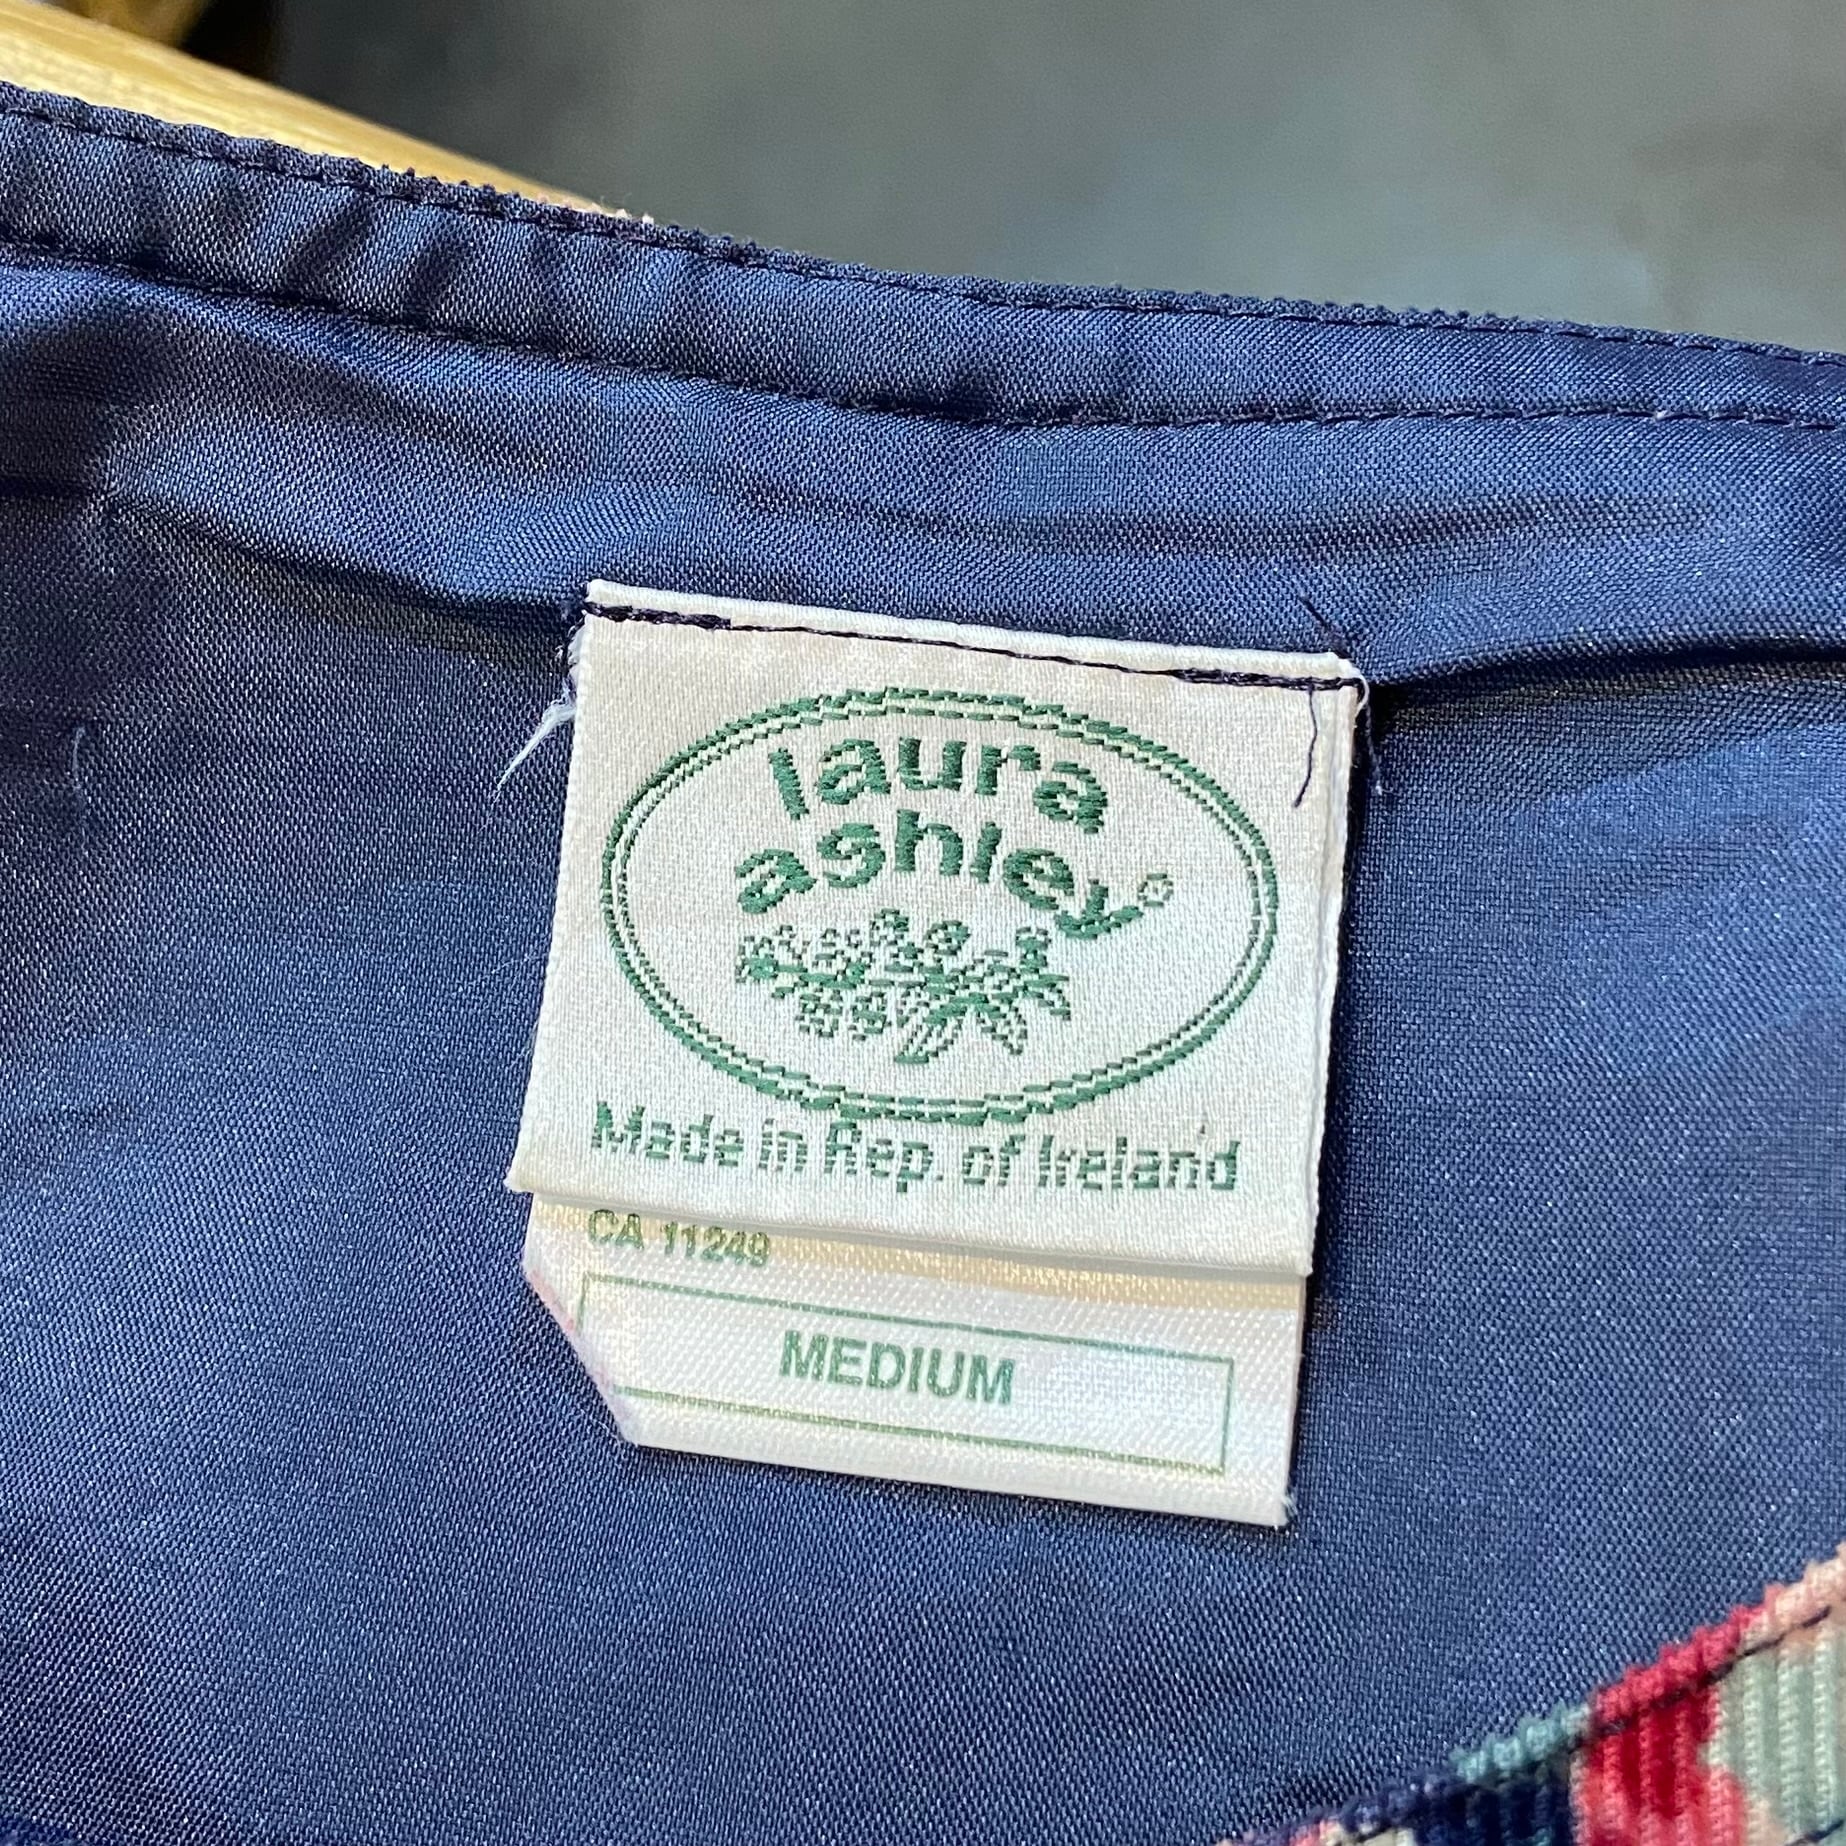 laura
ashley®
Made in Rep. of Ireland
CA 11249
MEDIUM